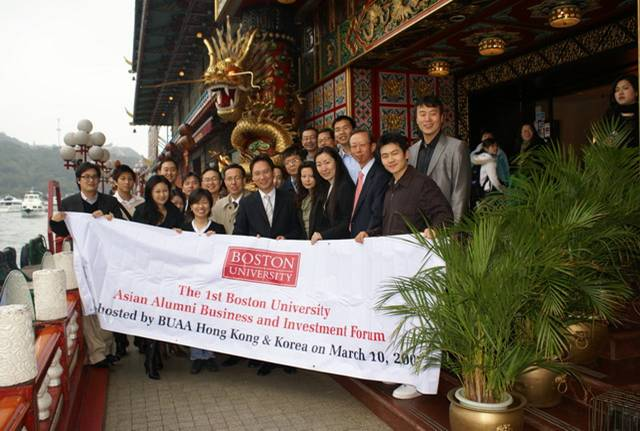 BOSTON
UNIVERSITY
The 1st Boston University
Asian Alumni Business and Investment Forum
hosted by BUAA Hong Kong & Korea on March 10,